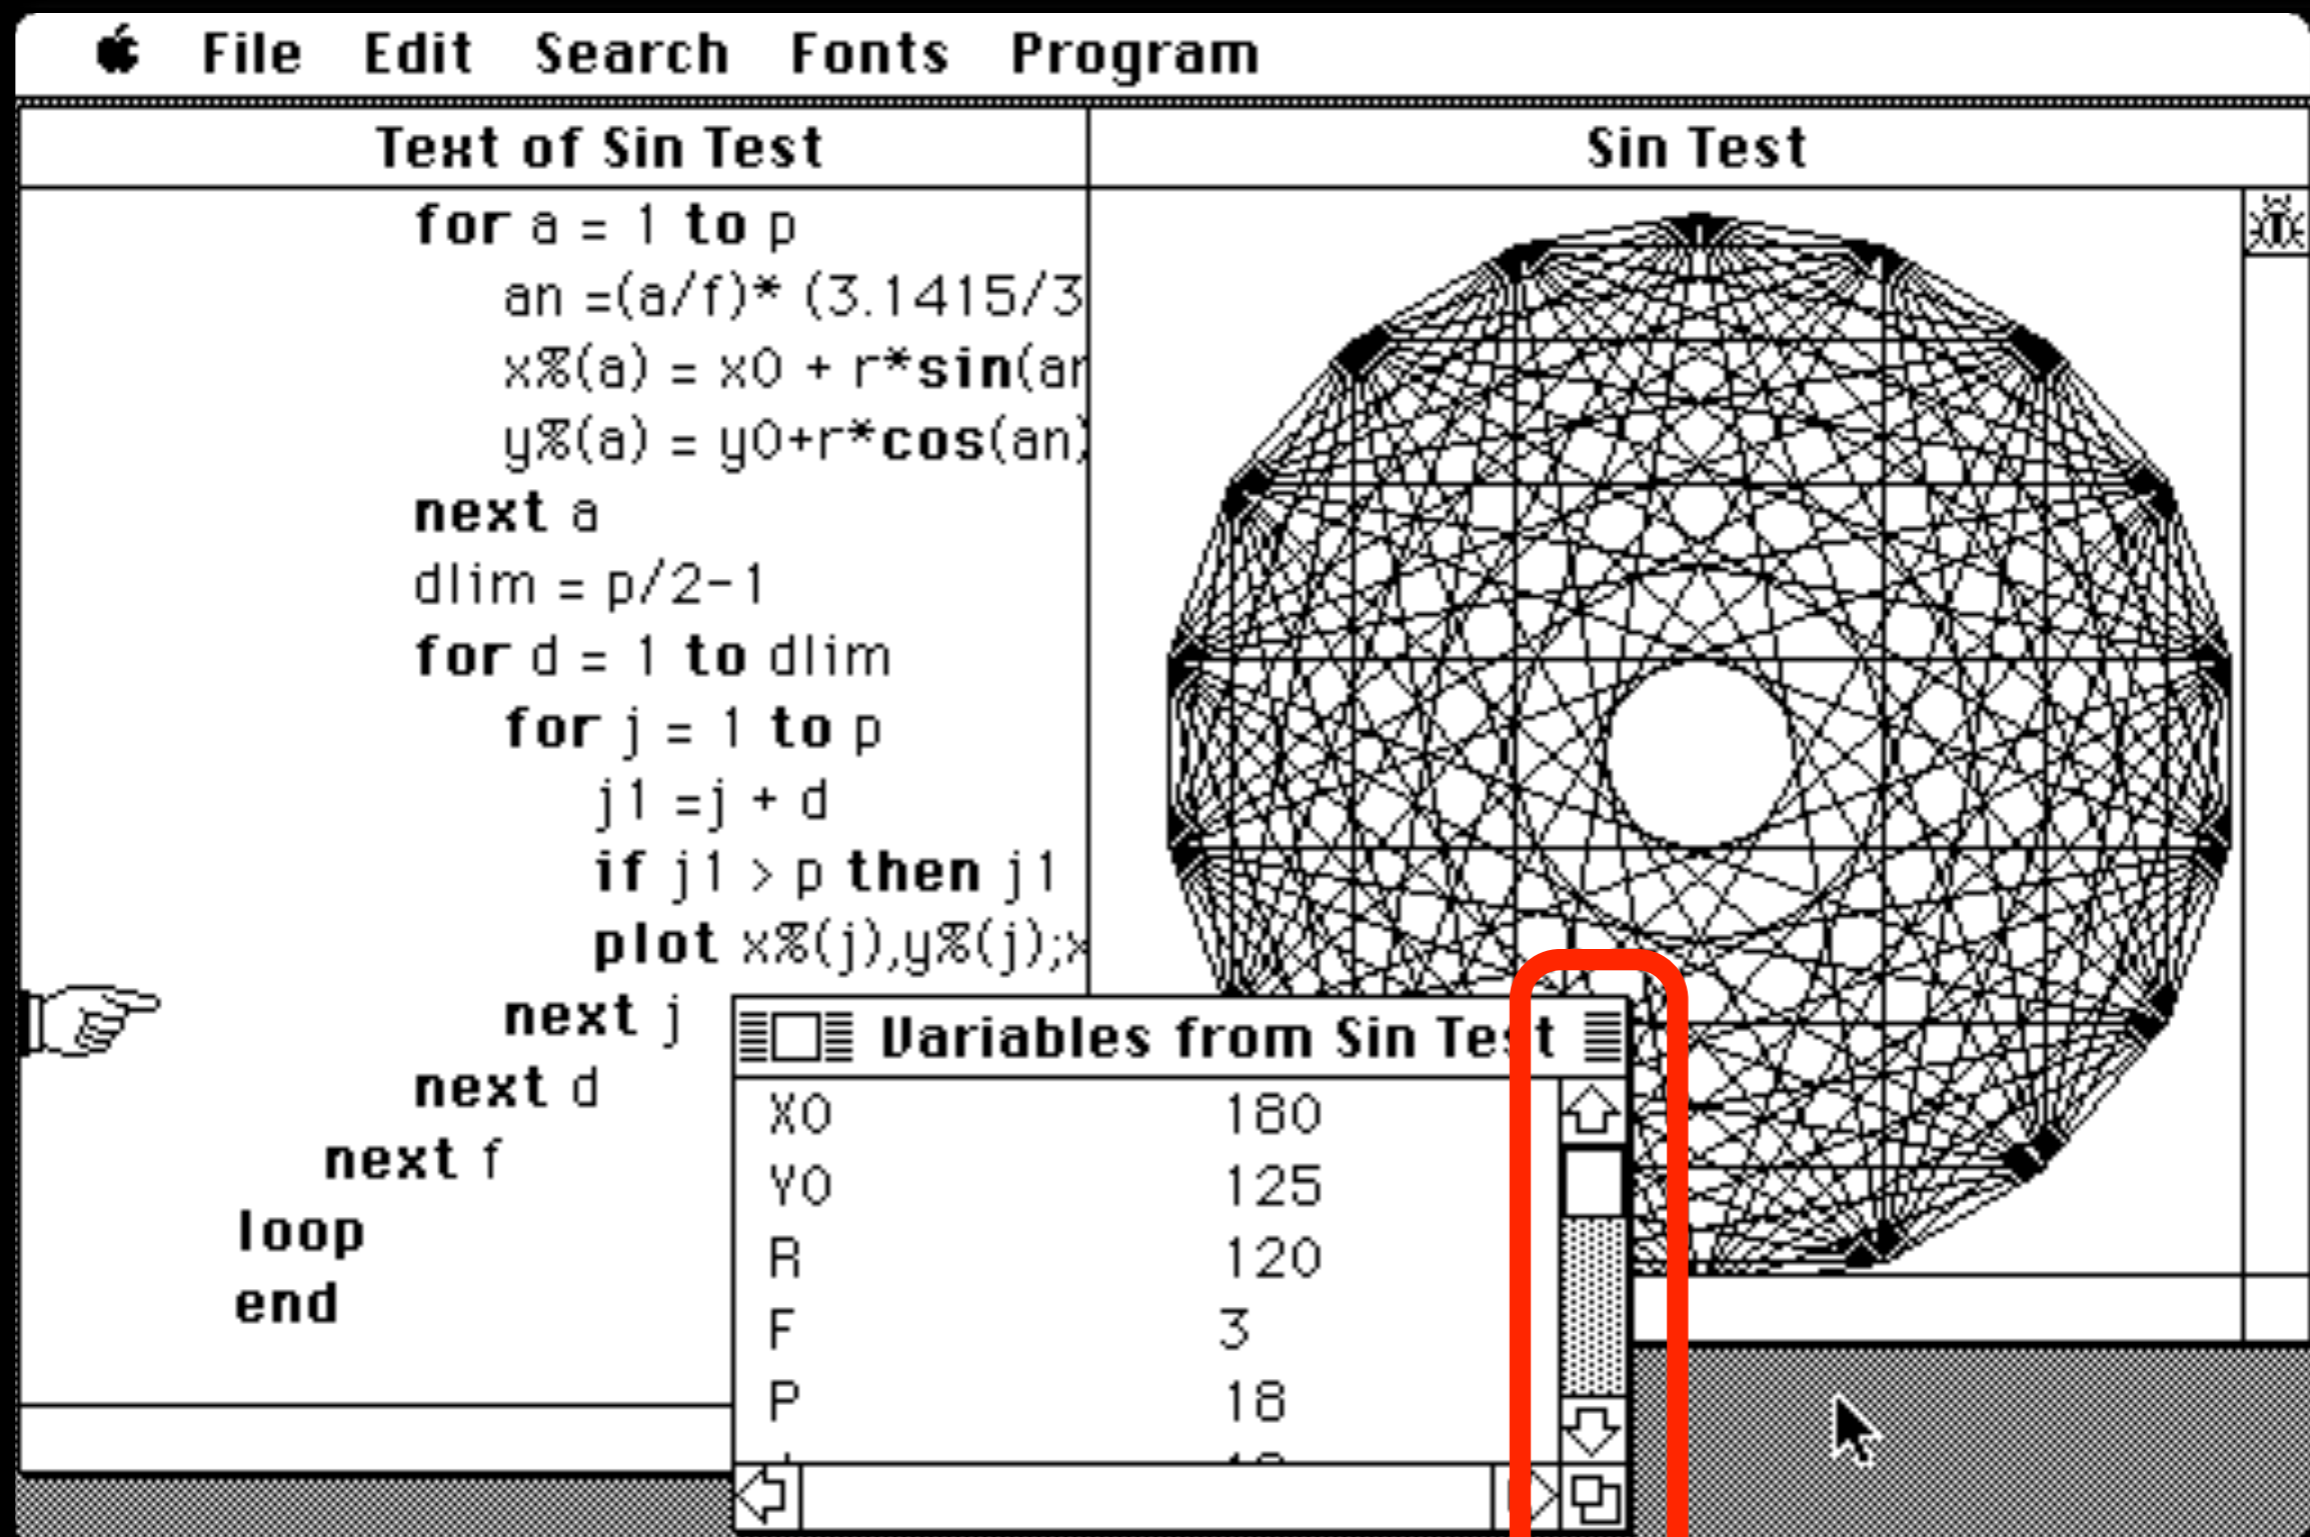 File Edit Search Fonts Program
Text of Sin Test
for a = 1 to p
an =(a/f)* (3.1415/3
x%(a) = x0 + r*sin(an
y%(a) = y0+r*cos(an)
next a
dlim = p/2-1
for d = 1 to dlim
for j = 1 to p
j1 =j + d
if j1 > p then j1
plot x%(j),y%(j);x
next j
next d
next f
loop
end
Sin Test
Variables from Sin Test
X0 180
Y0 125
R 120
F 3
P 18